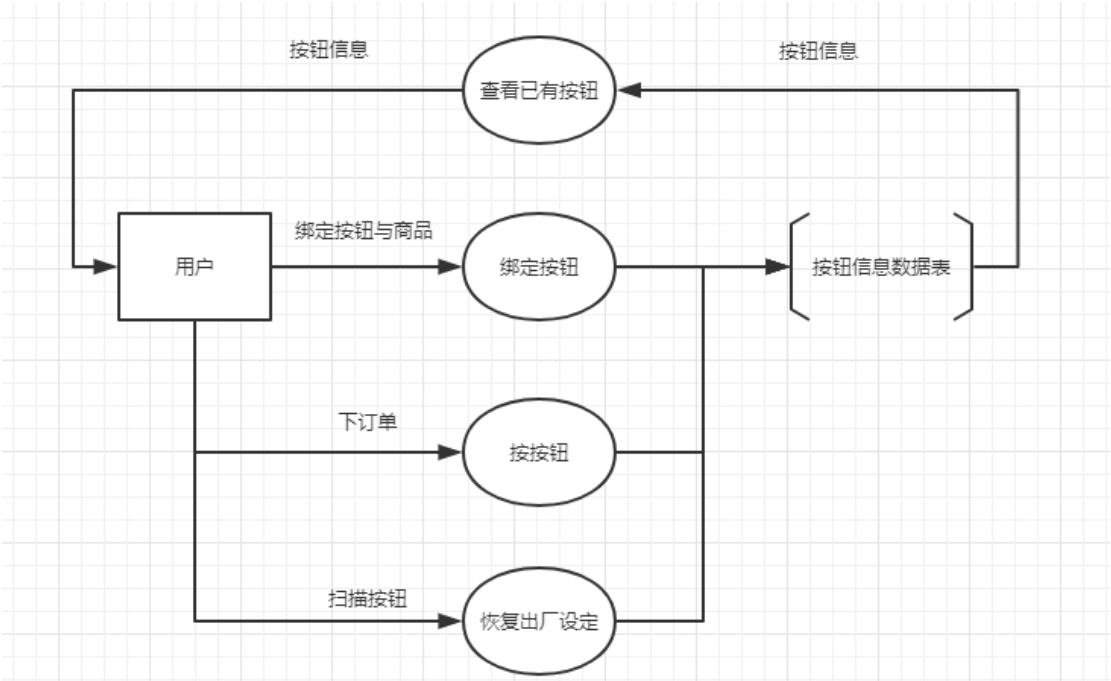 按钮信息
按钮信息
查看已有按钮
绑定按钮与商品
用户
绑定按钮
按钮信息数据表
下订单
按按钮
扫描按钮
恢复出厂设定